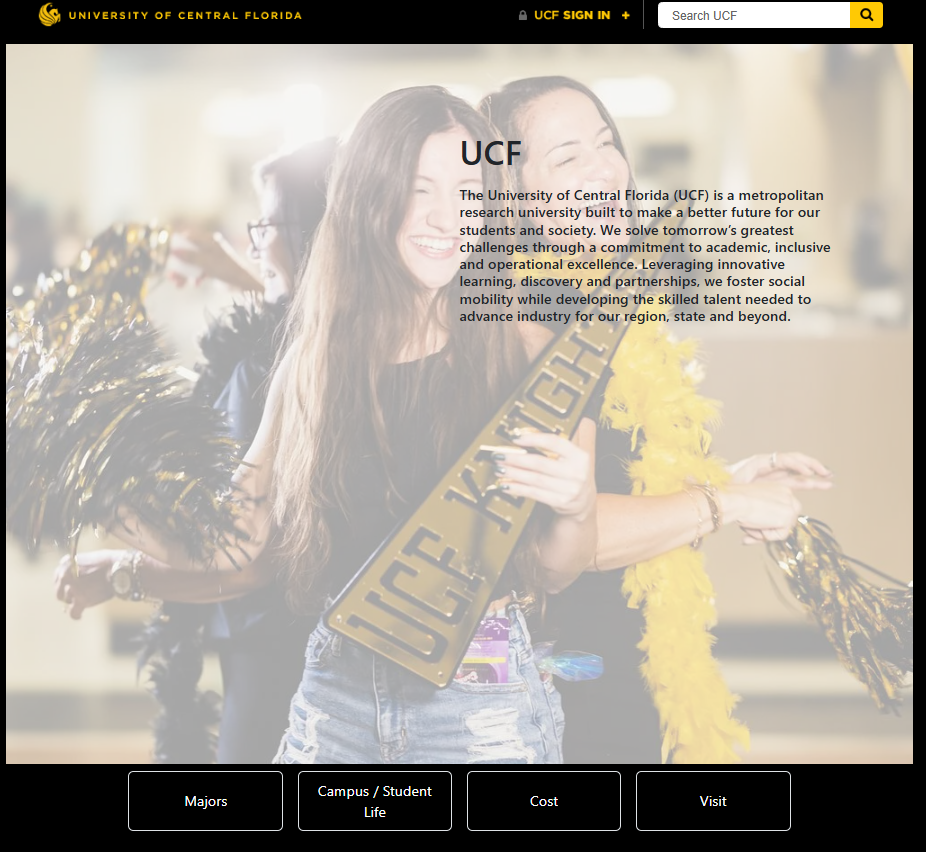 UNIVERSITY OF CENTRAL FLORIDA
UCF SIGN IN +
Search UCF
UCF
The University of Central Florida (UCF) is a metropolitan
research university built to make a better future for our
students and society. We solve tomorrow's greatest
challenges through a commitment to academic, inclusive
and operational excellence. Leveraging innovative
learning, discovery and partnerships, we foster social
mobility while developing the skilled talent needed to
advance industry for our region, state and beyond.
UCF KNIGHT
Majors
Campus / Student
Life
Cost
Visit